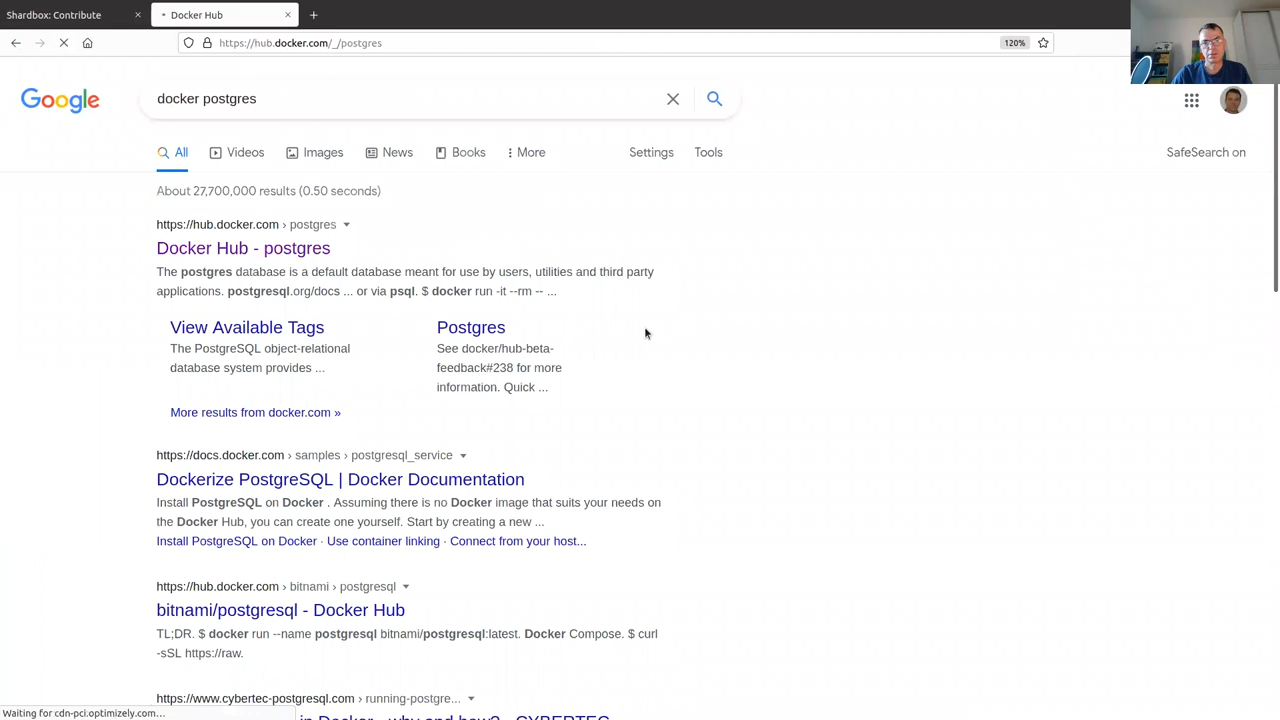 Shardbox: Contribute
Docker Hub
https://hub.docker.com/_/postgres
120%
Google
docker postgres
All
Videos
Images
News
Books
More
Settings
Tools
SafeSearch on
About 27,700,000 results (0.50 seconds)
https://hub.docker.com › postgres
Docker Hub - postgres
The postgres database is a default database meant for use by users, utilities and third party
applications. postgresql.org/docs ... or via psql. $ docker run -it --rm -- ...
View Available Tags
The PostgreSQL object-relational
database system provides ...
Postgres
See docker/hub-beta-
feedback#238 for more
information. Quick ...
More results from docker.com »
https://docs.docker.com › samples › postgresql_service
Dockerize PostgreSQL | Docker Documentation
Install PostgreSQL on Docker . Assuming there is no Docker image that suits your needs on
the Docker Hub, you can create one yourself. Start by creating a new ...
Install PostgreSQL on Docker · Use container linking · Connect from your host...
https://hub.docker.com › bitnami › postgresql
bitnami/postgresql - Docker Hub
TL;DR. $ docker run --name postgresql bitnami/postgresql:latest. Docker Compose. $ curl
-sSL https://raw.
https://www.cybertec-postgresql.com › running-postgre...
in Docker - why and how? - CYBERTEC
Waiting for cdn-pci.optimizely.com…